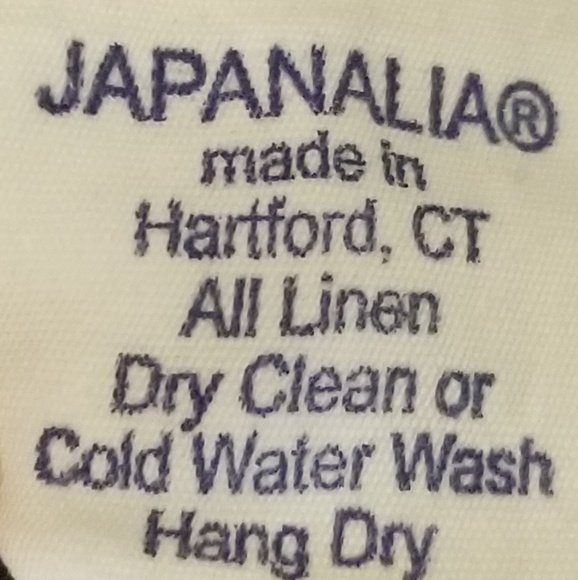 JAPANALIA®
made in
Hartford, CT
All Linen
Dry Clean or
Cold Water Wash
Hang Dry